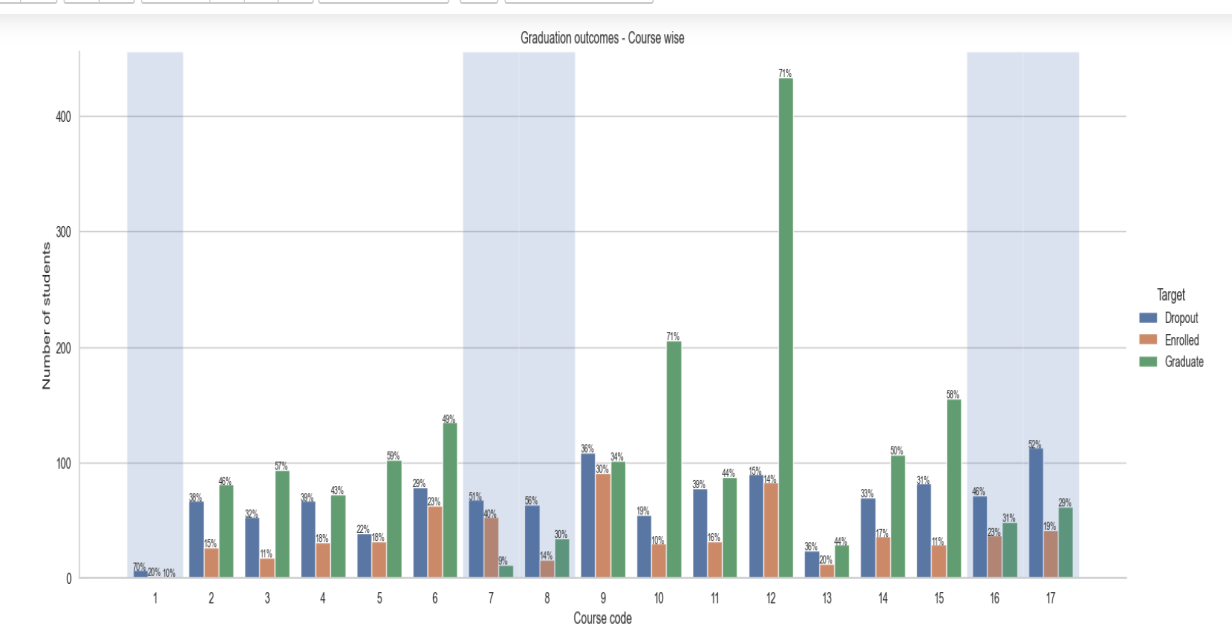 Graduation outcomes - Course wise
Number of students
400
300
200
100
0
70% 20% 10%
38% 15% 46%
32% 11% 57%
39% 18% 43%
22% 18% 59%
29% 23% 49%
51% 40% 9%
56% 14% 30%
36% 30% 34%
19% 10% 71%
39% 16% 44%
15% 14% 71%
36% 20% 44%
33% 17% 50%
31% 11% 58%
46% 23% 31%
52% 19% 29%
1 2 3 4 5 6 7 8 9 10 11 12 13 14 15 16 17
Course code
Target
Dropout
Enrolled
Graduate